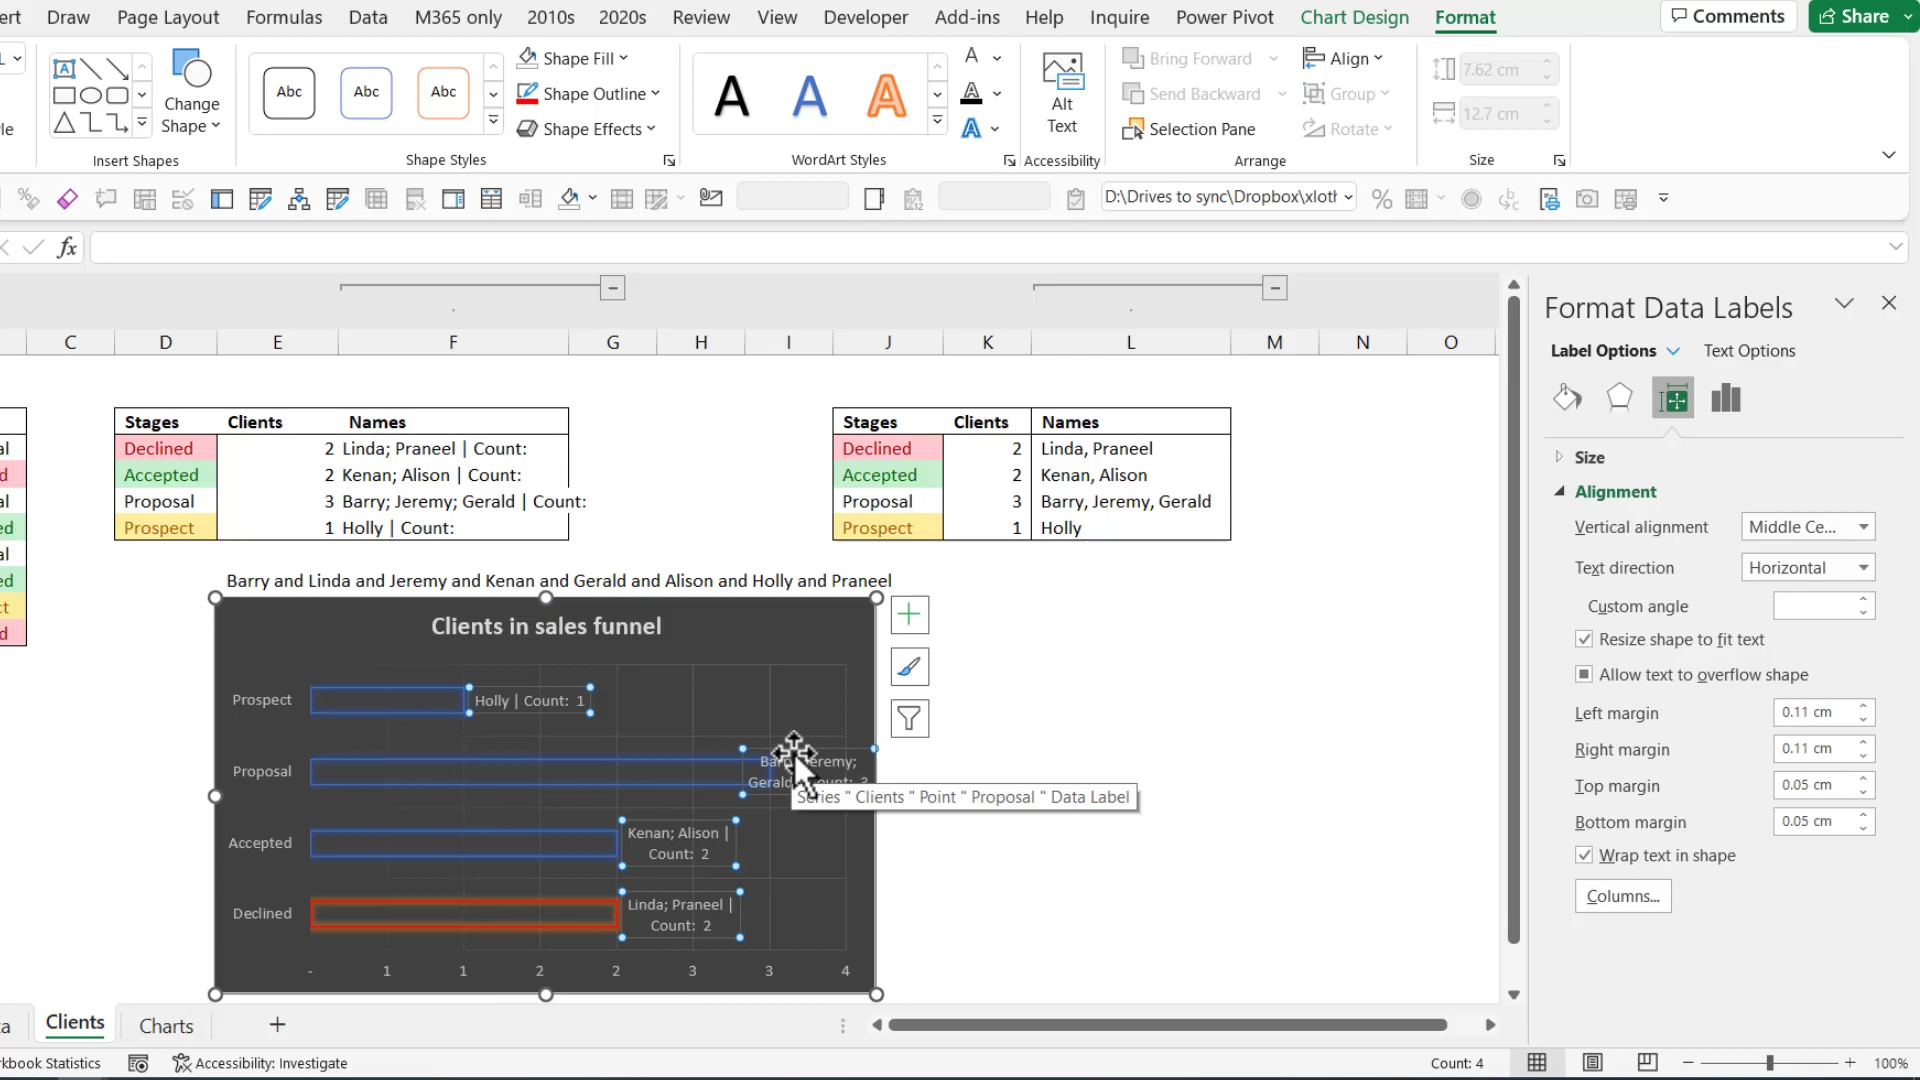 ert Draw Page Layout Formulas Data M365 only 2010s 2020s Review View Developer Add-ins Help Inquire Power Pivot Chart Design Format Comments Share
Abc Abc Abc
Change Shape
Shape Fill
Shape Outline
Shape Effects
A A A
A
A
A
Alt Text
Bring Forward
Send Backward
Selection Pane
Align
Group
Rotate
7.62 cm
12.7 cm
Insert Shapes Shape Styles WordArt Styles Accessibility Arrange Size
D:\Drives to sync\Dropbox\xlotl
fx
C D E F G H I J K L M N O
Stages Clients Names
Declined 2 Linda; Praneel | Count:
Accepted 2 Kenan; Alison | Count:
Proposal 3 Barry; Jeremy; Gerald | Count:
Prospect 1 Holly | Count:
Stages Clients Names
Declined 2 Linda, Praneel
Accepted 2 Kenan, Alison
Proposal 3 Barry, Jeremy, Gerald
Prospect 1 Holly
al
d
al
ed
al
ed
ct
d
Barry and Linda and Jeremy and Kenan and Gerald and Alison and Holly and Praneel
Clients in sales funnel
Prospect Holly | Count: 1
Proposal
Accepted Kenan; Alison |
Count: 2
Declined Linda; Praneel |
Count: 2
- 1 1 2 2 3 3 4
Series " Clients " Point " Proposal " Data Label
Format Data Labels
Label Options Text Options
Size
Alignment
Vertical alignment Middle Ce...
Text direction Horizontal
Custom angle
Resize shape to fit text
Allow text to overflow shape
Left margin 0.11 cm
Right margin 0.11 cm
Top margin 0.05 cm
Bottom margin 0.05 cm
Wrap text in shape
Columns...
ta Clients Charts
rkbook Statistics Accessibility: Investigate Count: 4 100%